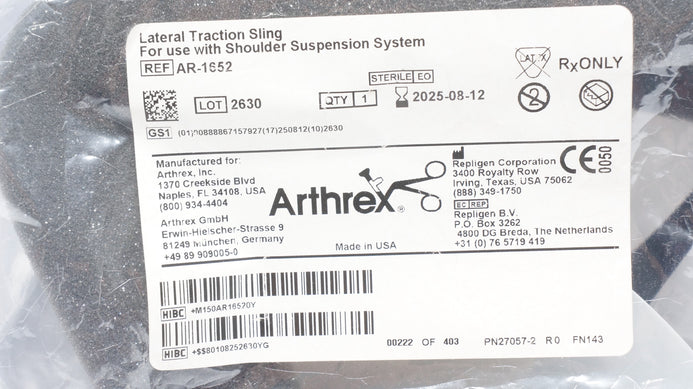 Lateral Traction Sling
For use with Shoulder Suspension System
REF AR-1652
STERILE EO
LATEX
RxONLY
LOT 2630
QTY 1
2025-08-12
2
GS1 (01)00888867157927(17)250812(10)2630
Manufactured for:
Arthrex, Inc.
1370 Creekside Blvd
Naples, FL 34108, USA
(800) 934-4404
Arthrex GmbH
Erwin-Hielscher-Strasse 9
81249 München, Germany
+49 89 909005-0
Arthrex®
Made in USA
Repligen Corporation
3400 Royalty Row
Irving, Texas, USA 75062
(888) 349-1750
EC REP
Repligen B.V.
P.O. Box 3262
4800 DG Breda, The Netherlands
+31 (0) 76 5719 419
CE 0050
HIBC +M150AR16520Y
HIBC +$$80108252630YG
00222 OF 403
PN27057-2 R0 FN143